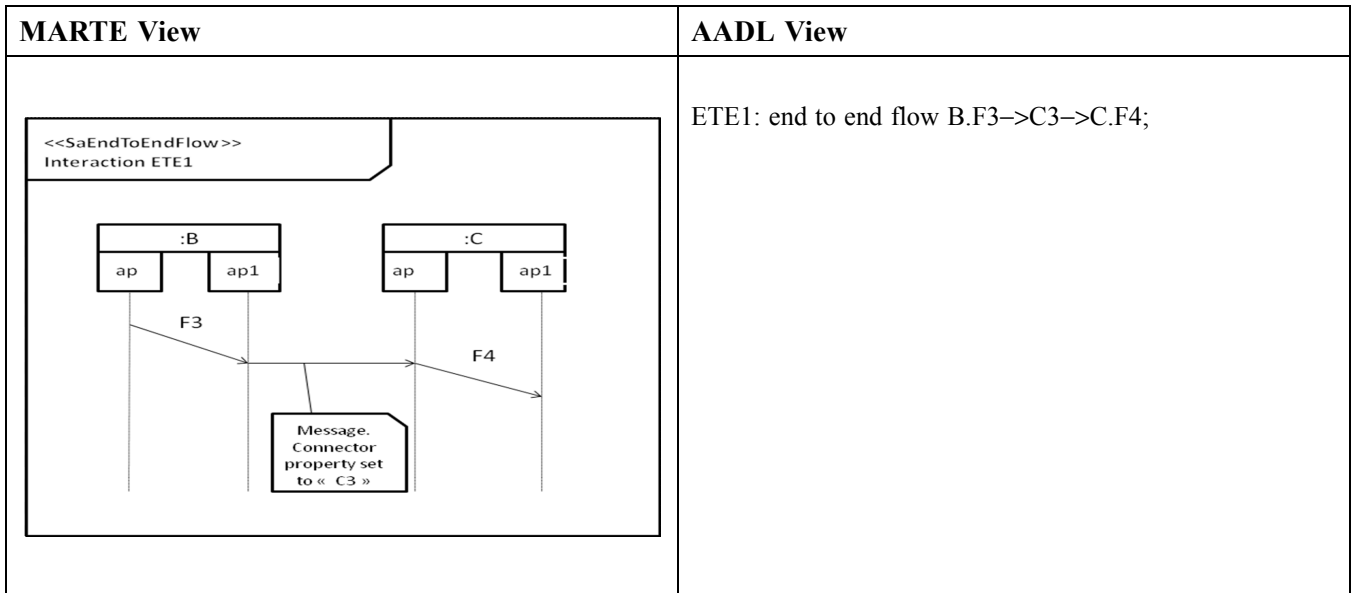 MARTE View
AADL View
<<SaEndToEndFlow>>
Interaction ETE1
:B
:C
ap
ap1
ap
ap1
F3
F4
Message.
Connector
property set
to « C3 »
ETE1: end to end flow B.F3–>C3–>C.F4;